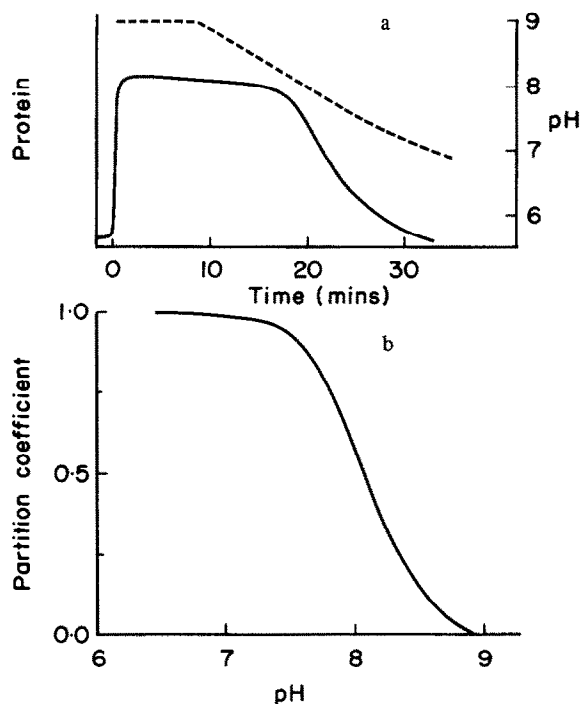 a
9
8
7
6
Protein
pH
0
10
20
30
Time (mins)
b
1·0
0·5
0·0
Partition coefficient
6
7
8
9
pH